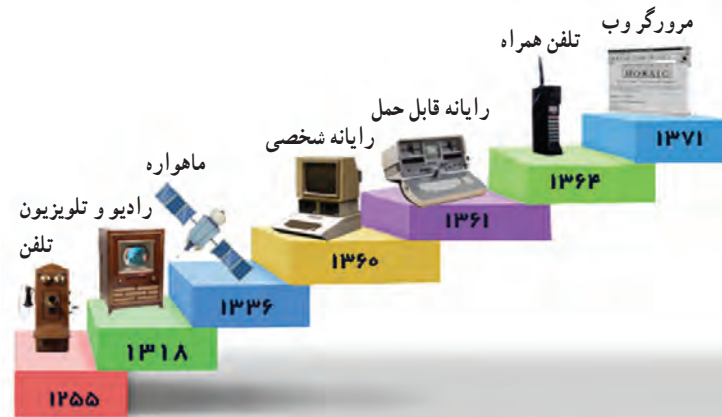 مرورگر وب
تلفن همراه
رایانه قابل حمل
رایانه شخصی
ماهواره
رادیو و تلویزیون
تلفن
MOSAIC
۱۳۷۱
۱۳۶۴
۱۳۶۱
۱۳۶۰
۱۳۳۶
۱۳۱۸
۱۲۵۵